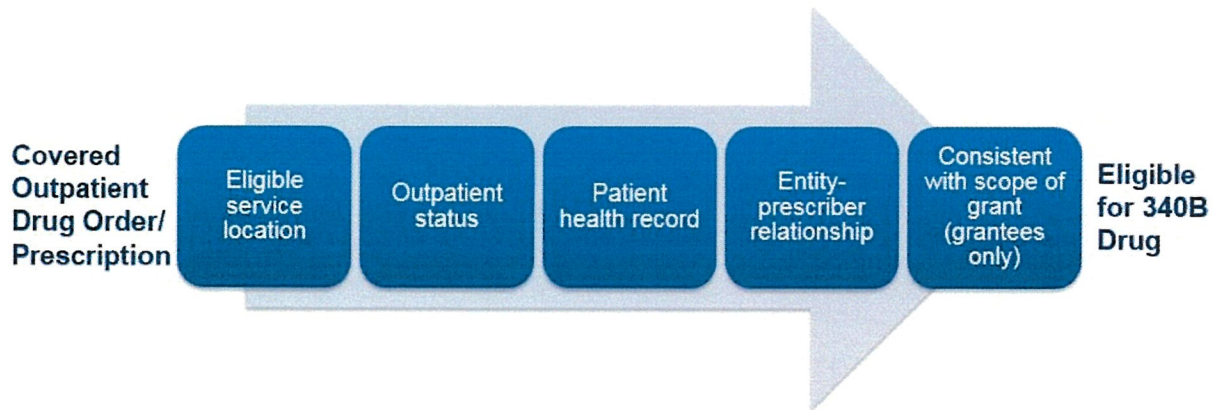 Covered
Outpatient
Drug Order/
Prescription
Eligible
service
location
Outpatient
status
Patient
health record
Entity-
prescriber
relationship
Consistent
with scope of
grant
(grantees
only)
Eligible
for 340B
Drug